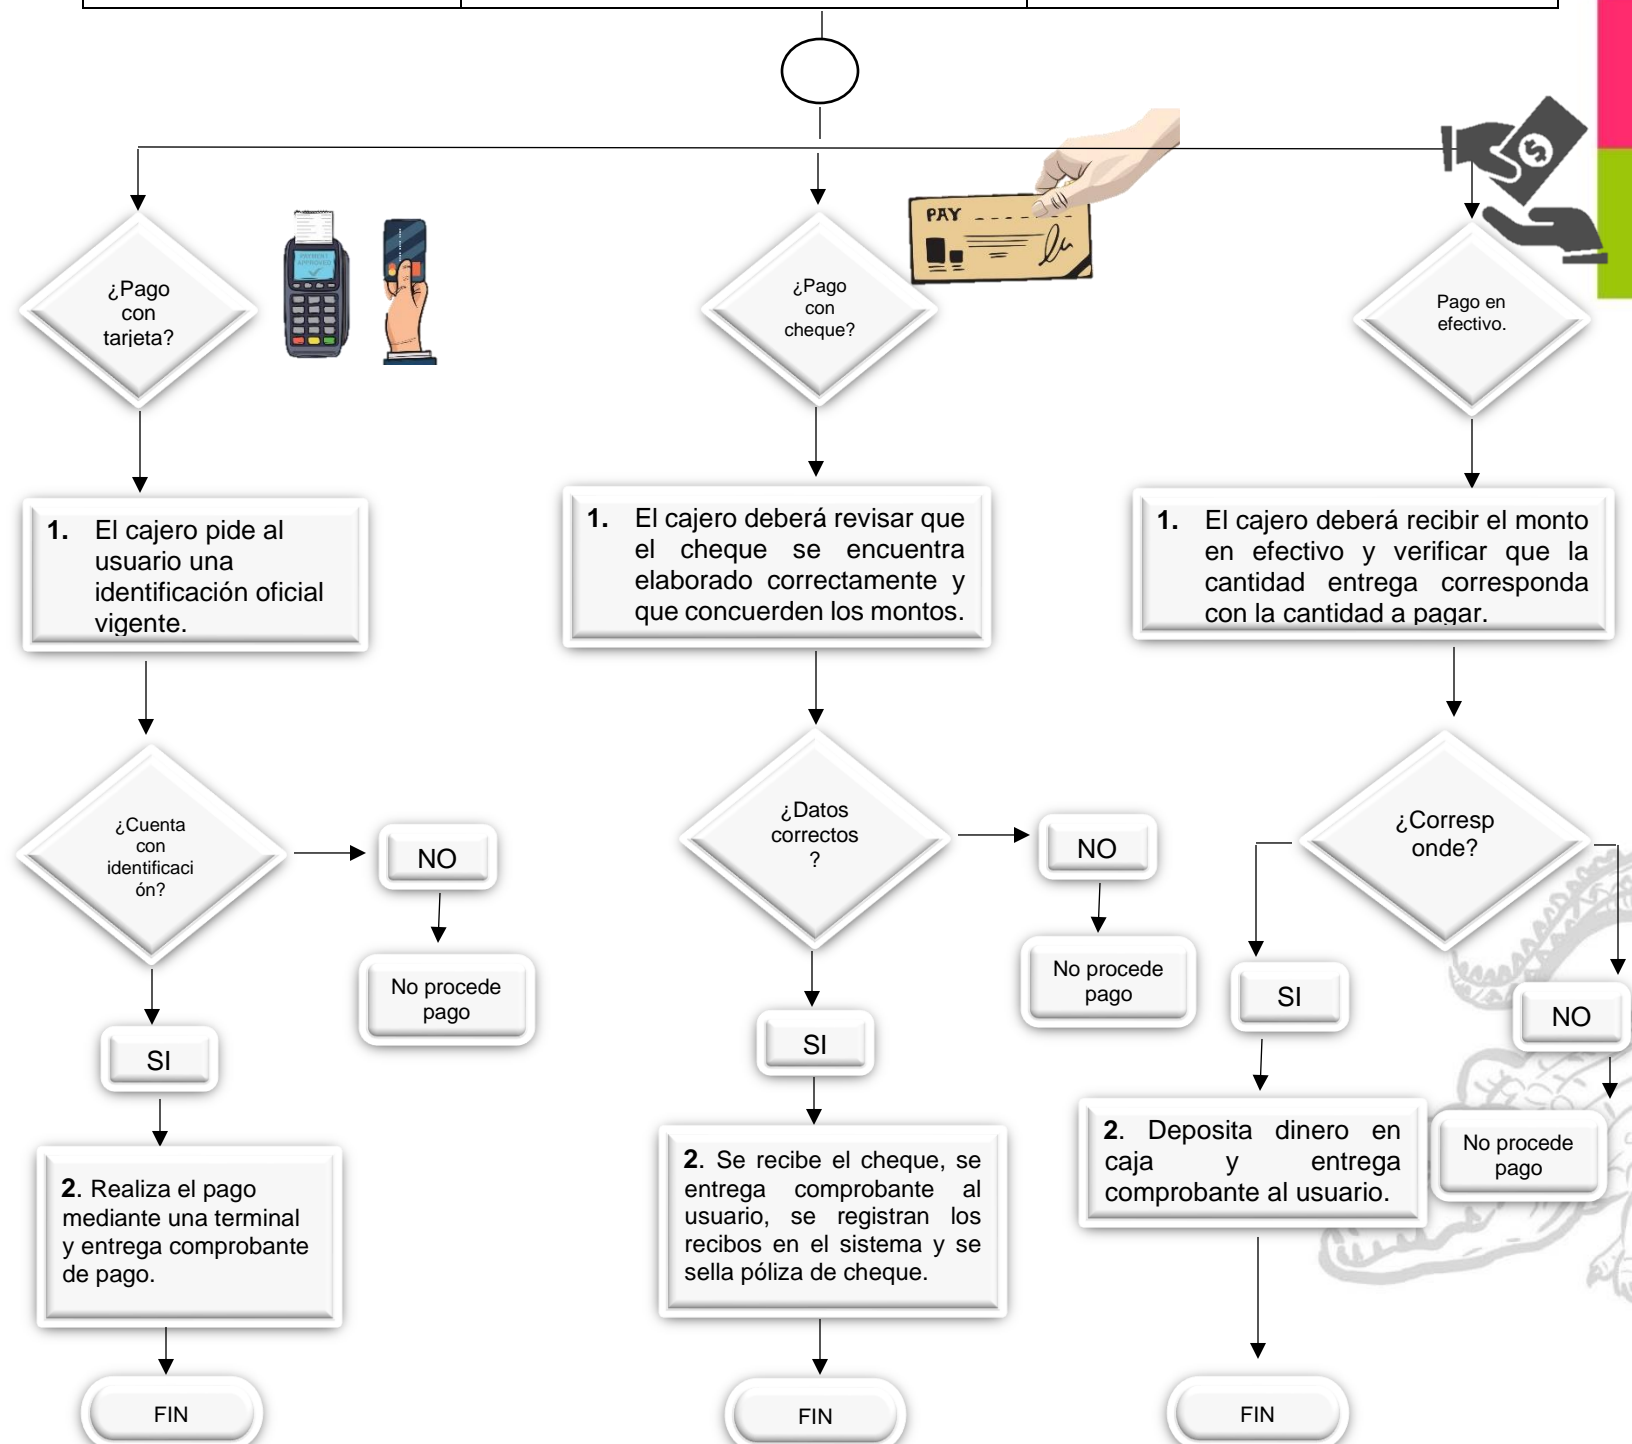 PAYMENT
APPROVED
PAY
$
¿Pago
con
tarjeta?
¿Pago
con
cheque?
Pago en
efectivo.
1. El cajero pide al
usuario una
identificación oficial
vigente.
1. El cajero deberá revisar que
el cheque se encuentra
elaborado correctamente y
que concuerden los montos.
1. El cajero deberá recibir el monto
en efectivo y verificar que la
cantidad entrega corresponda
con la cantidad a pagar.
¿Cuenta
con
identificaci
ón?
NO
No procede
pago
SI
¿Datos
correctos
?
NO
No procede
pago
SI
¿Corresp
onde?
SI
NO
No procede
pago
2. Realiza el pago
mediante una terminal
y entrega comprobante
de pago.
2. Se recibe el cheque, se
entrega comprobante al
usuario, se registran los
recibos en el sistema y se
sella póliza de cheque.
2. Deposita dinero en
caja y entrega
comprobante al usuario.
FIN
FIN
FIN